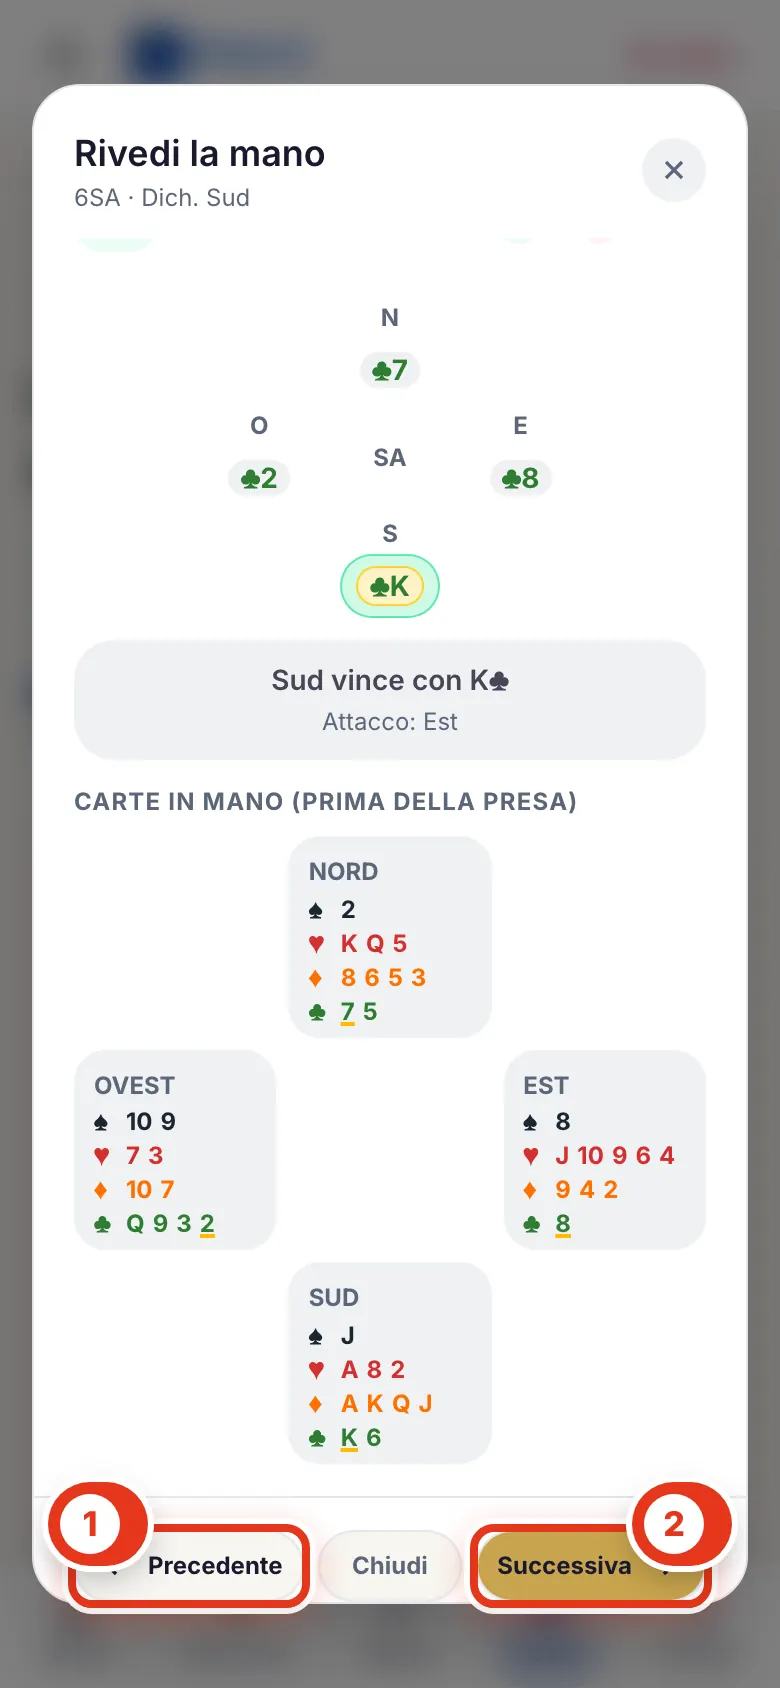 Rivedi la mano
6SA · Dich. Sud
N
♣7
O
E
♣2
SA
♣8
S
♣K
Sud vince con K♣
Attacco: Est
CARTE IN MANO (PRIMA DELLA PRESA)
NORD
♠ 2
♥ K Q 5
♦ 8 6 5 3
♣ 7 5
OVEST
♠ 10 9
♥ 7 3
♦ 10 7
♣ Q 9 3 2
EST
♠ 8
♥ J 10 9 6 4
♦ 9 4 2
♣ 8
SUD
♠ J
♥ A 8 2
♦ A K Q J
♣ K 6
1
2
Precedente
Chiudi
Successiva